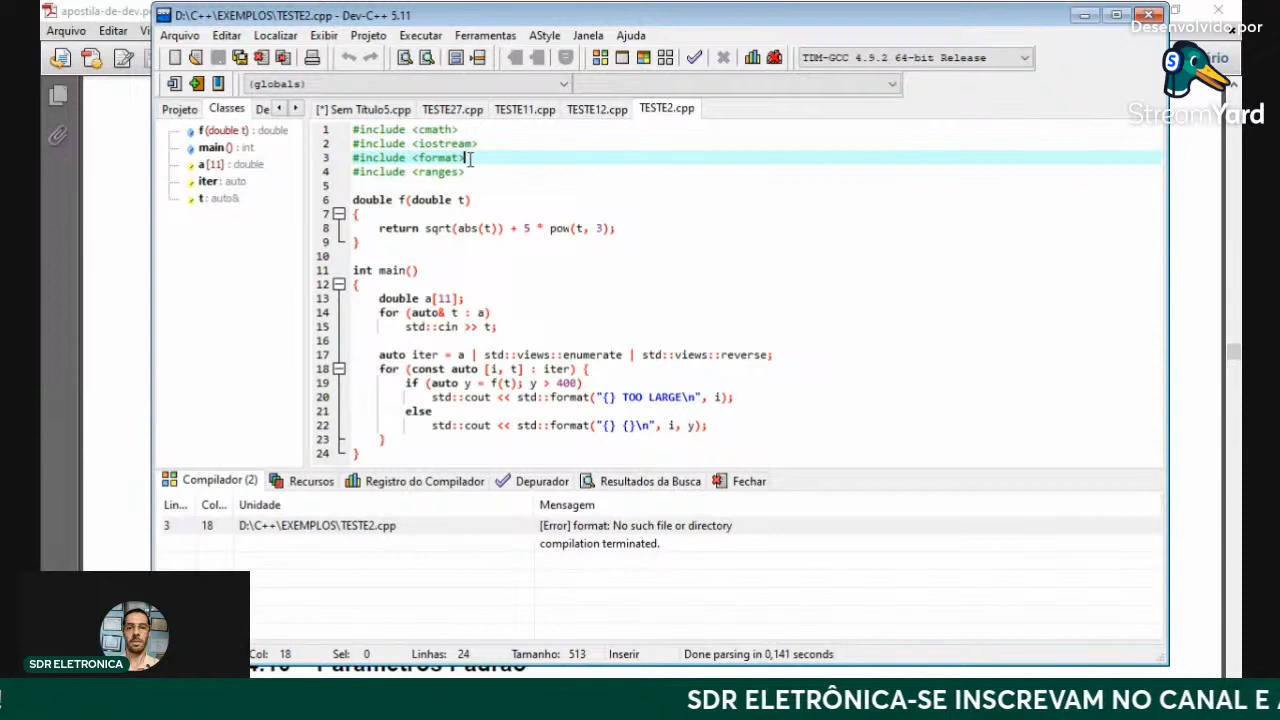 apostila-de-dev.p
D:\C++\EXEMPLOS\TESTE2.cpp - Dev-C++ 5.11
Desenvolvido por
StreamYard
Arquivo Editar Vi
Arquivo Editar Localizar Exibir Projeto Executar Ferramentas AStyle Janela Ajuda
TDM-GCC 4.9.2 64-bit Release
ário
(globals)
Projeto Classes De
[*] Sem Titulo5.cpp TESTE27.cpp TESTE11.cpp TESTE12.cpp TESTE2.cpp
f (double t) : double
main () : int
a [11] : double
iter : auto
t : auto&
1 #include <cmath>
2 #include <iostream>
3 #include <format>
4 #include <ranges>
5
6 double f(double t)
7 {
8 return sqrt(abs(t)) + 5 * pow(t, 3);
9 }
10
11 int main()
12 {
13 double a[11];
14 for (auto& t : a)
15 std::cin >> t;
16
17 auto iter = a | std::views::enumerate | std::views::reverse;
18 for (const auto [i, t] : iter) {
19 if (auto y = f(t); y > 400)
20 std::cout << std::format("{} TOO LARGE\n", i);
21 else
22 std::cout << std::format("{} {}\n", i, y);
23 }
24 }
Compilador (2) Recursos Registro do Compilador Depurador Resultados da Busca Fechar
Lin... Col... Unidade Mensagem
3 18 D:\C++\EXEMPLOS\TESTE2.cpp [Error] format: No such file or directory
compilation terminated.
Col: 18 Sel: 0 Linhas: 24 Tamanho: 513 Inserir Done parsing in 0,141 seconds
SDR ELETRONICA
Parâmetros Padrão
! SDR ELETRÔNICA-SE INSCREVAM NO CANAL E A